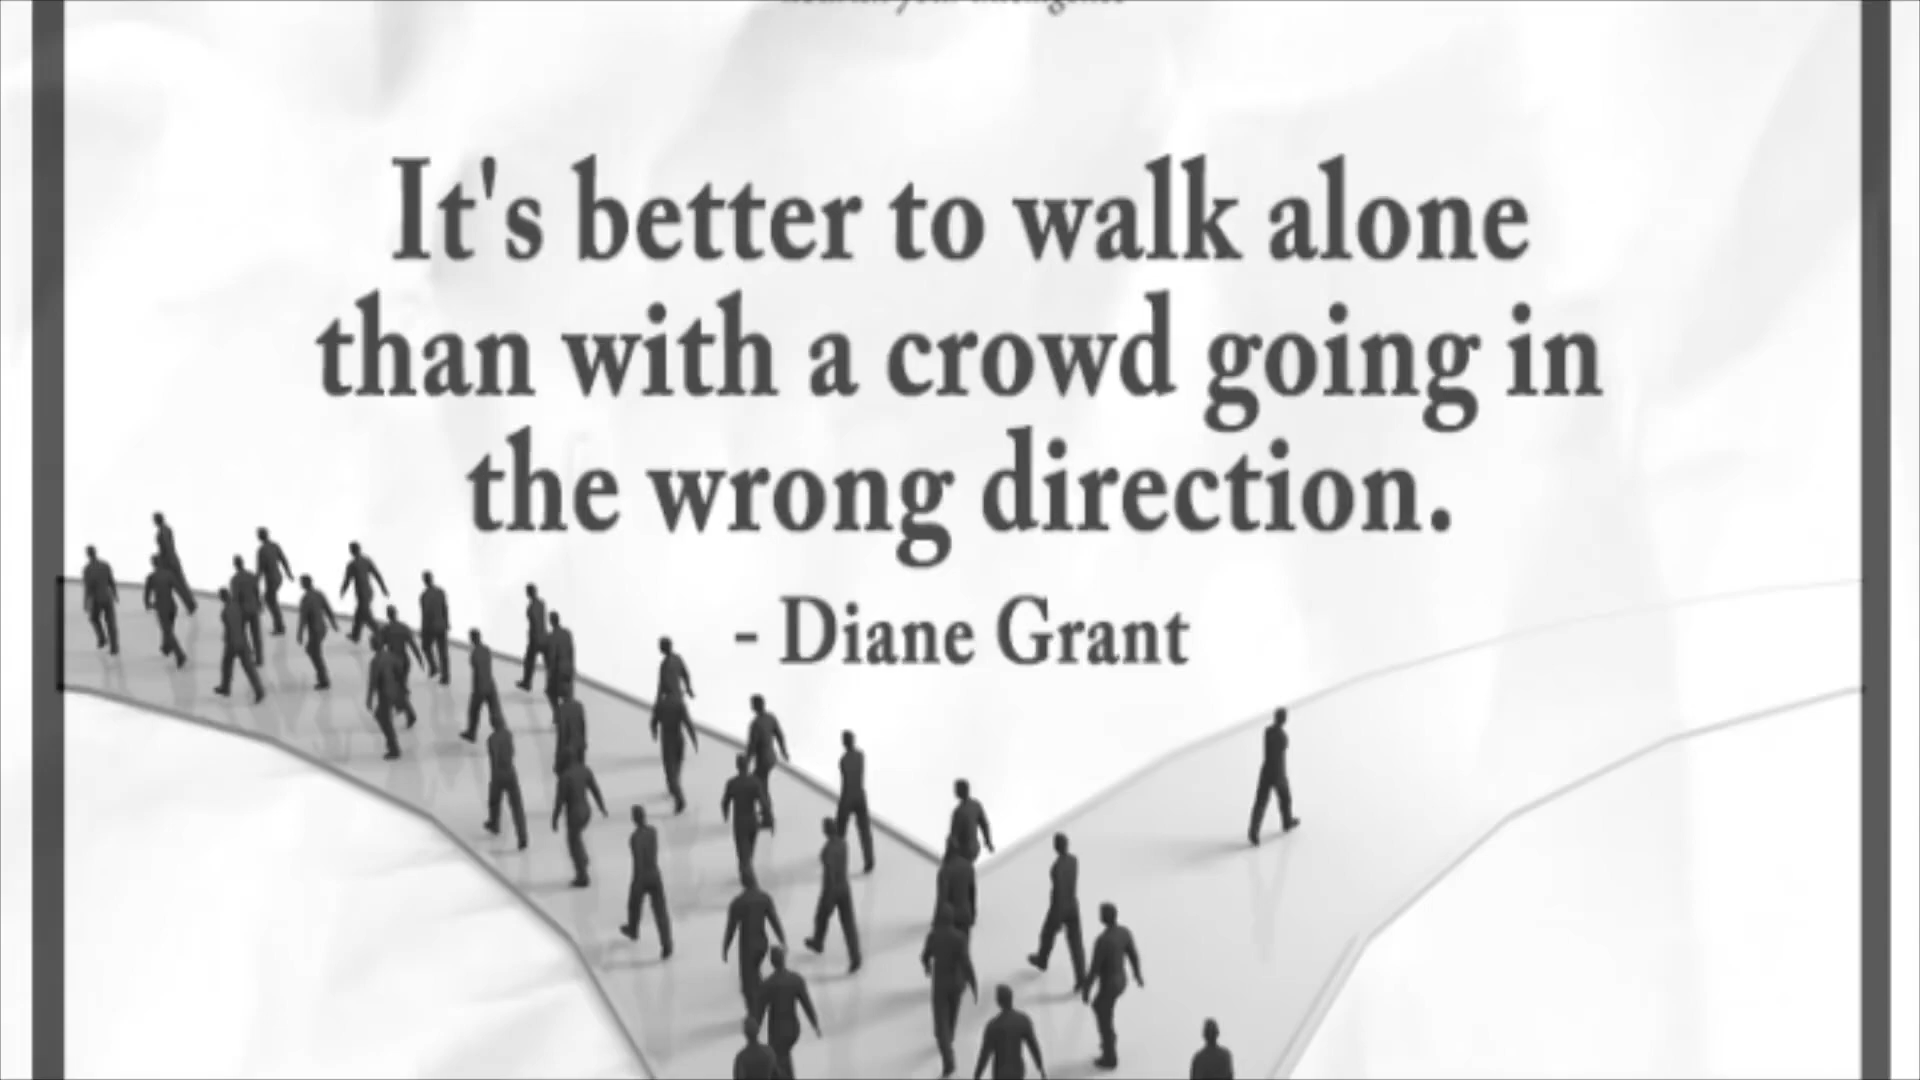 It's better to walk alone
than with a crowd going in
the wrong direction.
- Diane Grant